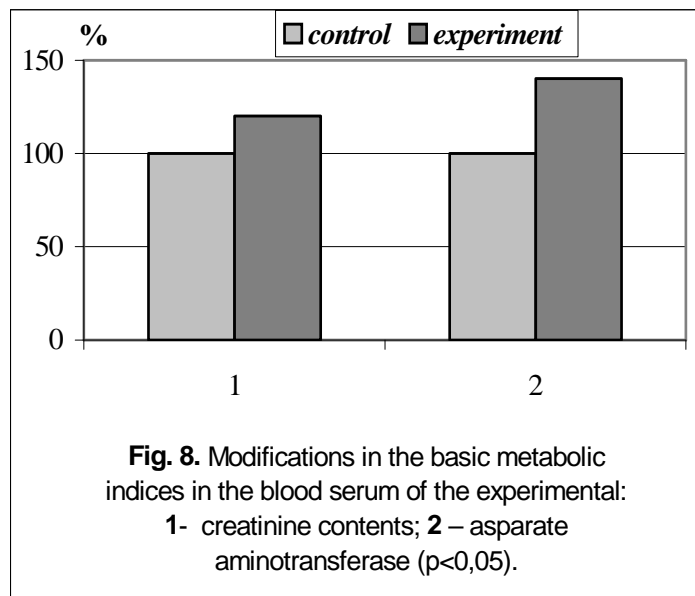 %
control experiment
150
100
50
0
1 2
Fig. 8. Modifications in the basic metabolic
indices in the blood serum of the experimental:
1- creatinine contents; 2 – asparate
aminotransferase (p<0,05).